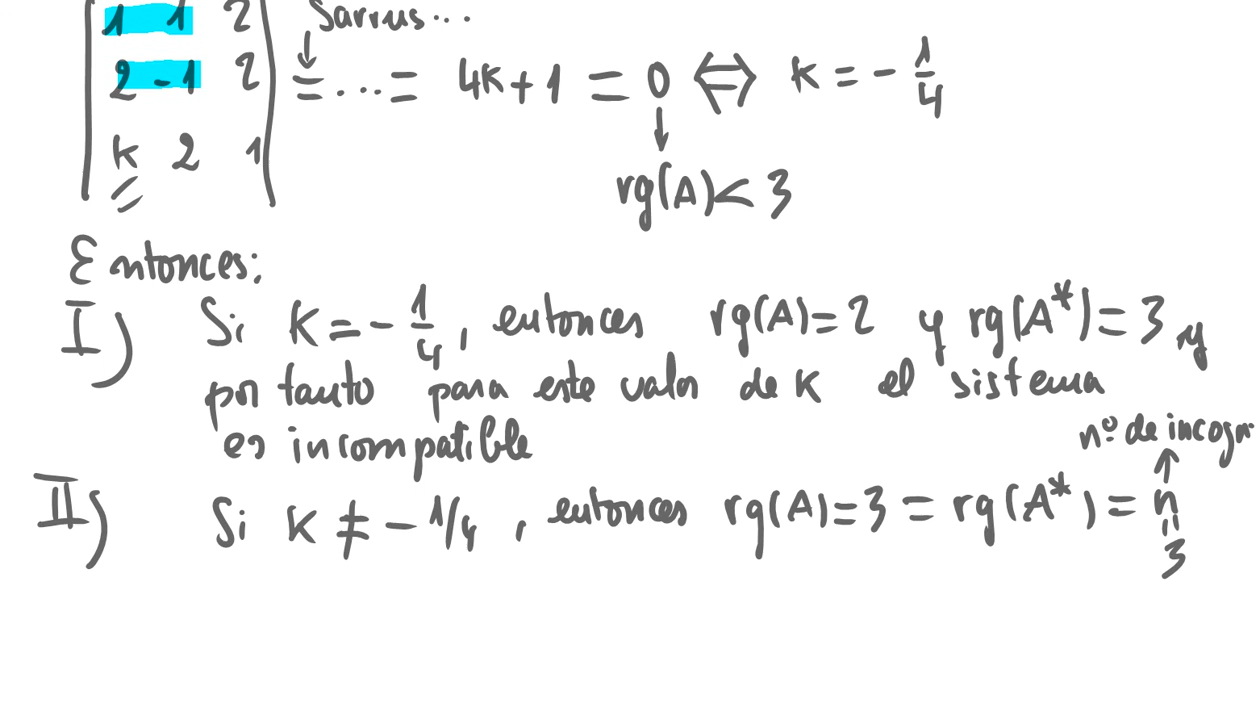 1 1 2 Sarrus...
2 -1 2 = ... = 4K+1 = 0 ⇔ K = - 1/4
K 2 1
rg(A) < 3
Entonces:
I) Si K = - 1/4, entonces rg(A) = 2 y rg(A*) = 3 y
por tanto para este valor de K el sistema
es incompatible
nº de incogn
II) Si K ≠ - 1/4, entonces rg(A) = 3 = rg(A*) = n
=
3